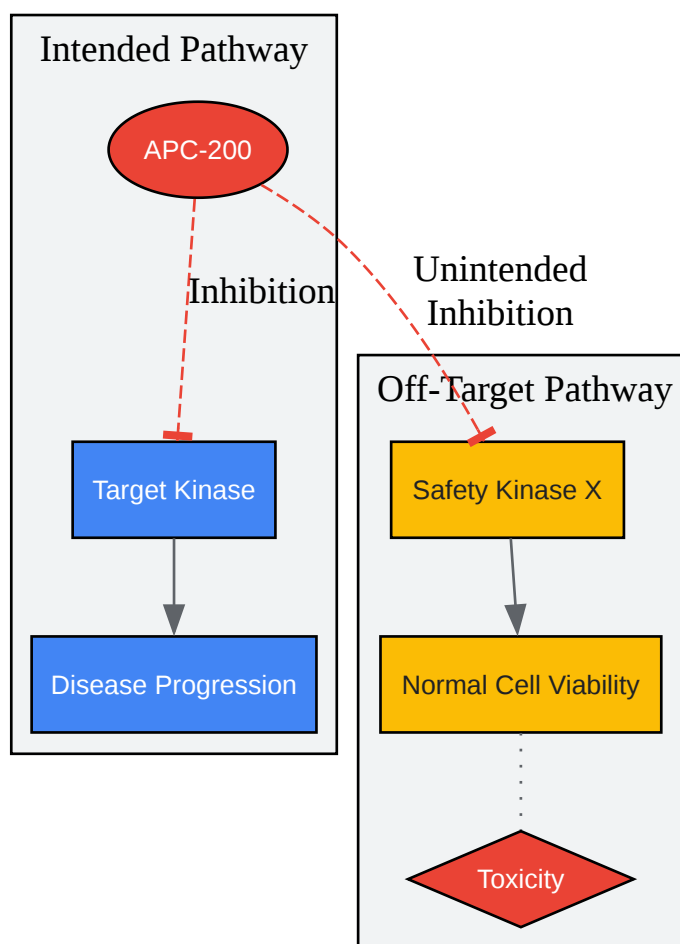 Intended Pathway
APC-200
Inhibition
Unintended
Inhibition
Off-Target Pathway
Target Kinase
Safety Kinase X
Disease Progression
Normal Cell Viability
Toxicity